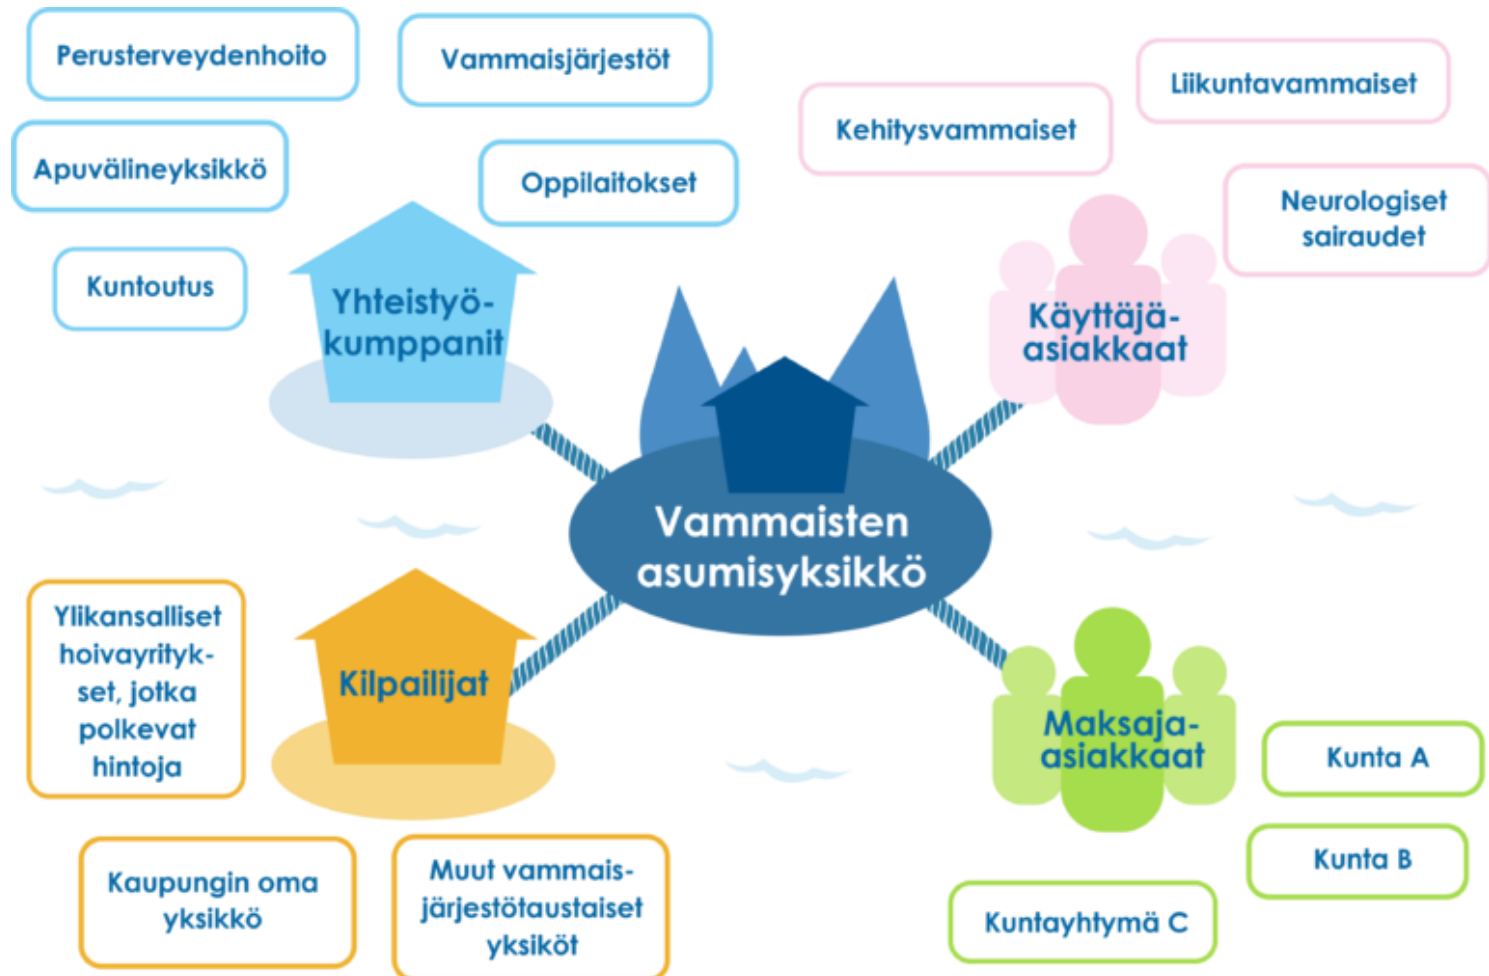 Perusterveydenhoito
Vammaisjärjestöt
Apuvälineyksikkö
Oppilaitokset
Kuntoutus
Yhteistyö-
kumppanit
Kehitysvammaiset
Liikuntavammaiset
Neurologiset
sairaudet
Käyttäjä-
asiakkaat
Vammaisten
asumisyksikkö
Ylikansalliset
hoivayrityk-
set, jotka
polkevat
hintoja
Kilpailijat
Kaupungin oma
yksikkö
Muut vammais-
järjestötaustaiset
yksiköt
Maksaja-
asiakkaat
Kunta A
Kunta B
Kuntayhtymä C